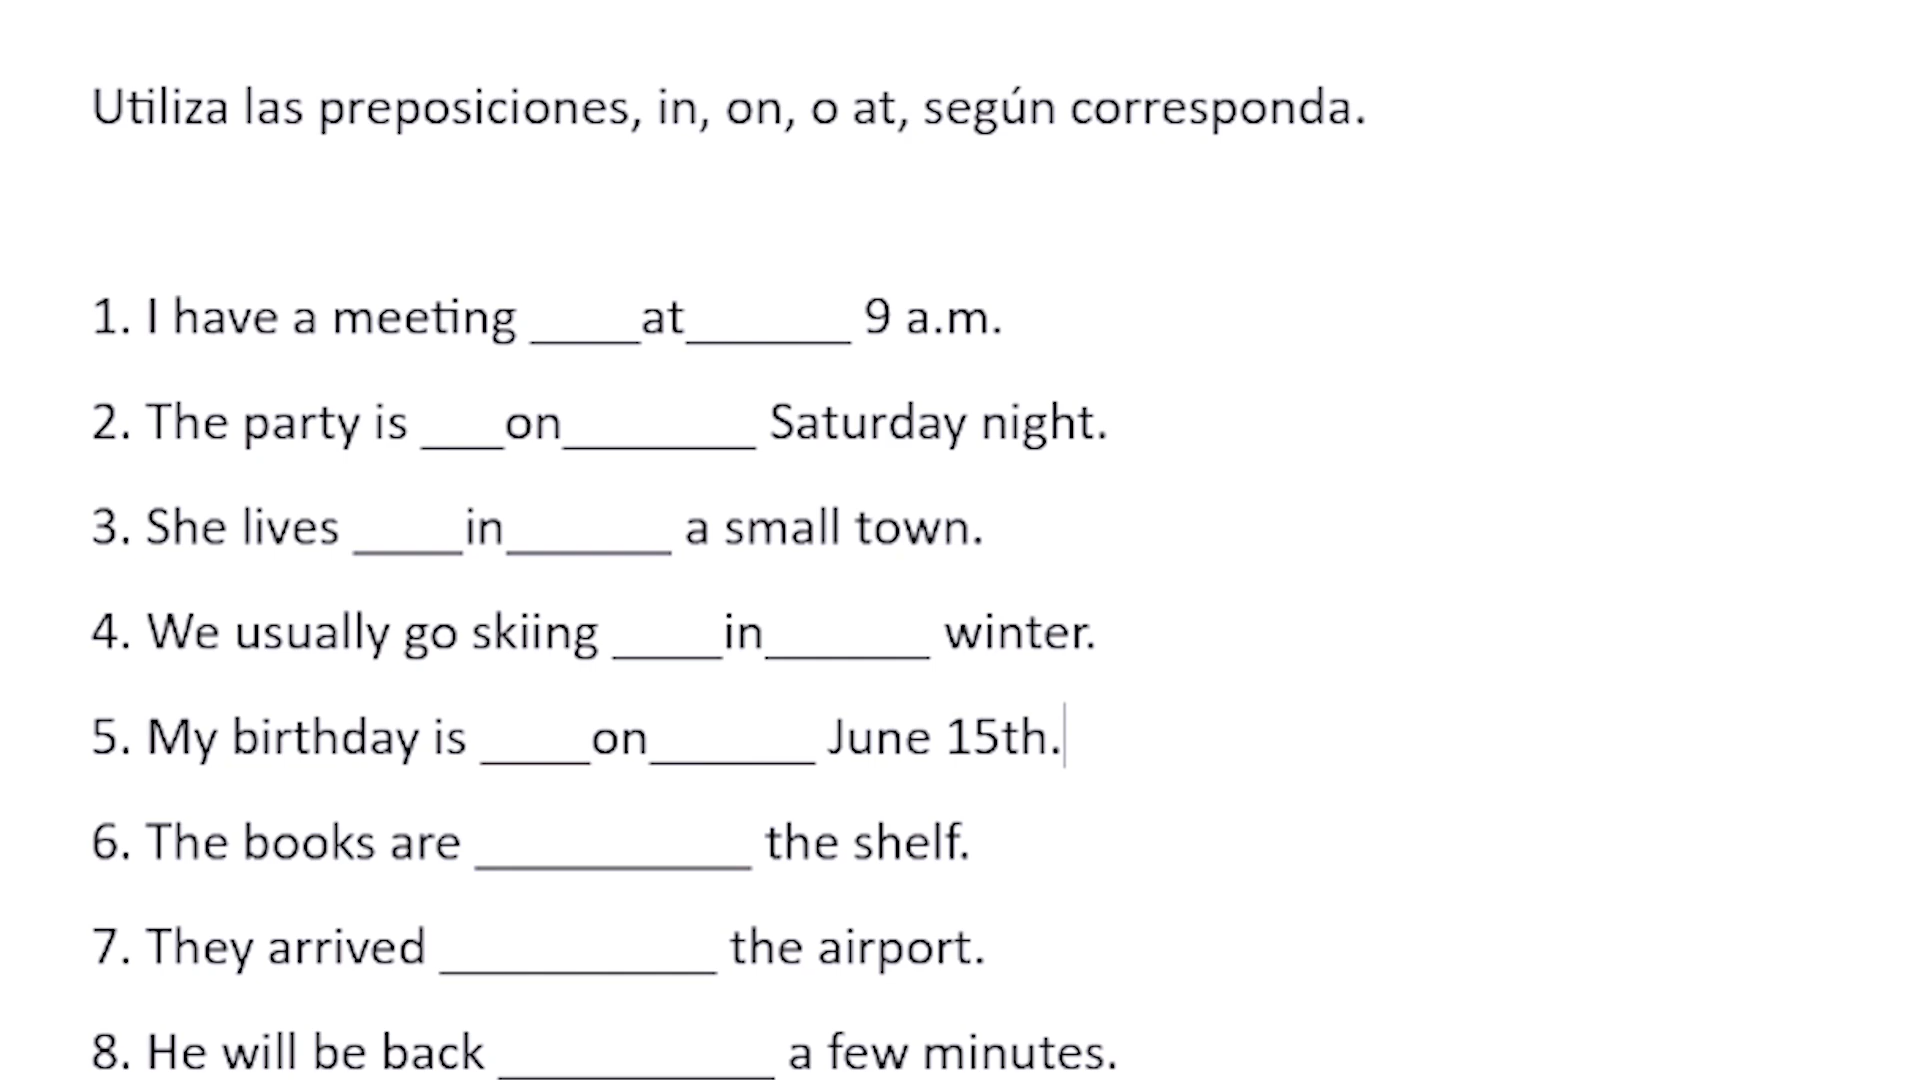 Utiliza las preposiciones, in, on, o at, según corresponda.
1. I have a meeting ____at______ 9 a.m.
2. The party is ___on_______ Saturday night.
3. She lives ____in______ a small town.
4. We usually go skiing ____in______ winter.
5. My birthday is ____on______ June 15th.
6. The books are __________ the shelf.
7. They arrived __________ the airport.
8. He will be back __________ a few minutes.